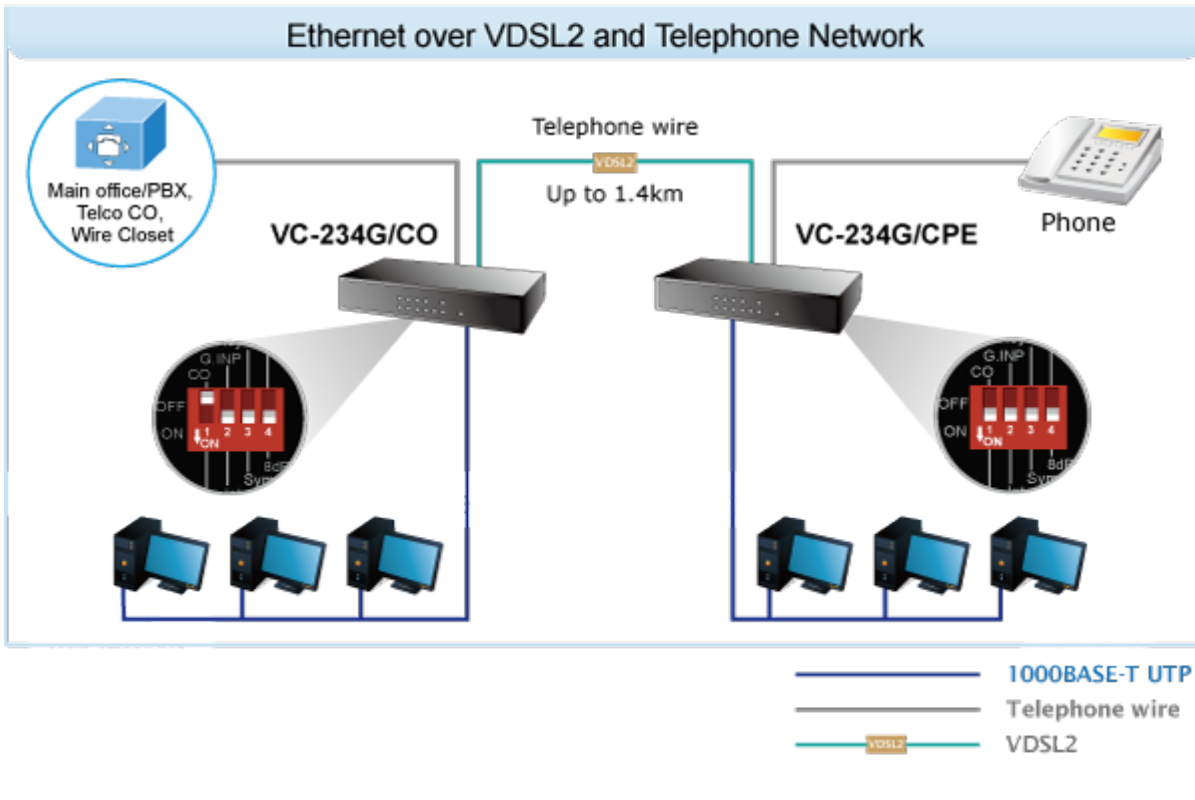 Ethernet over VDSL2 and Telephone Network
Main office/PBX,
Telco CO,
Wire Closet
Telephone wire
VDSL2
Up to 1.4km
Phone
VC-234G/CO
VC-234G/CPE
G.INP
CO
OFF
ON
1 2 3 4
ON
8dB
G.INP
CO
OFF
ON
1 2 3 4
ON
1000BASE-T UTP
Telephone wire
VDSL2
VDSL2